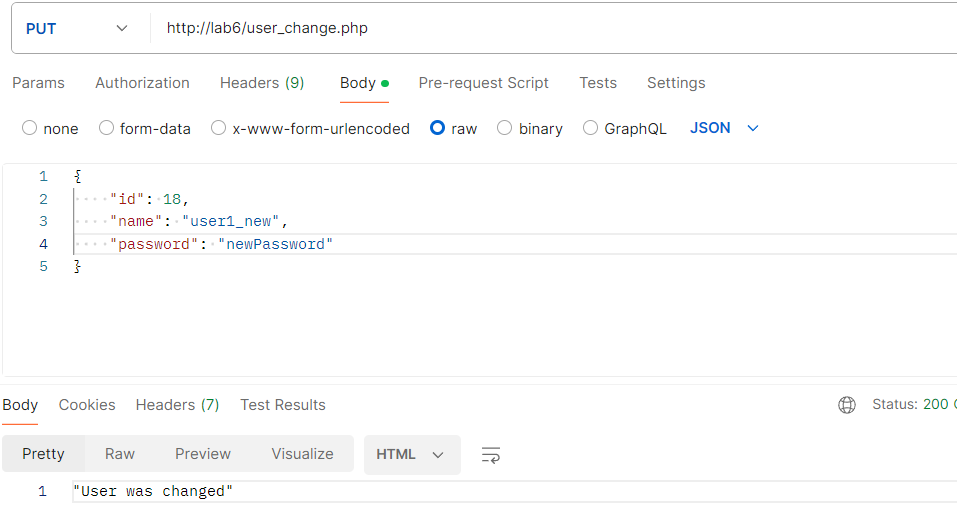 PUT http://lab6/user_change.php
Params Authorization Headers (9) Body Pre-request Script Tests Settings
none form-data x-www-form-urlencoded raw binary GraphQL JSON
1 {
2 "id": 18,
3 "name": "user1_new",
4 "password": "newPassword"
5 }
Body Cookies Headers (7) Test Results Status: 200
Pretty Raw Preview Visualize HTML
1 "User was changed"